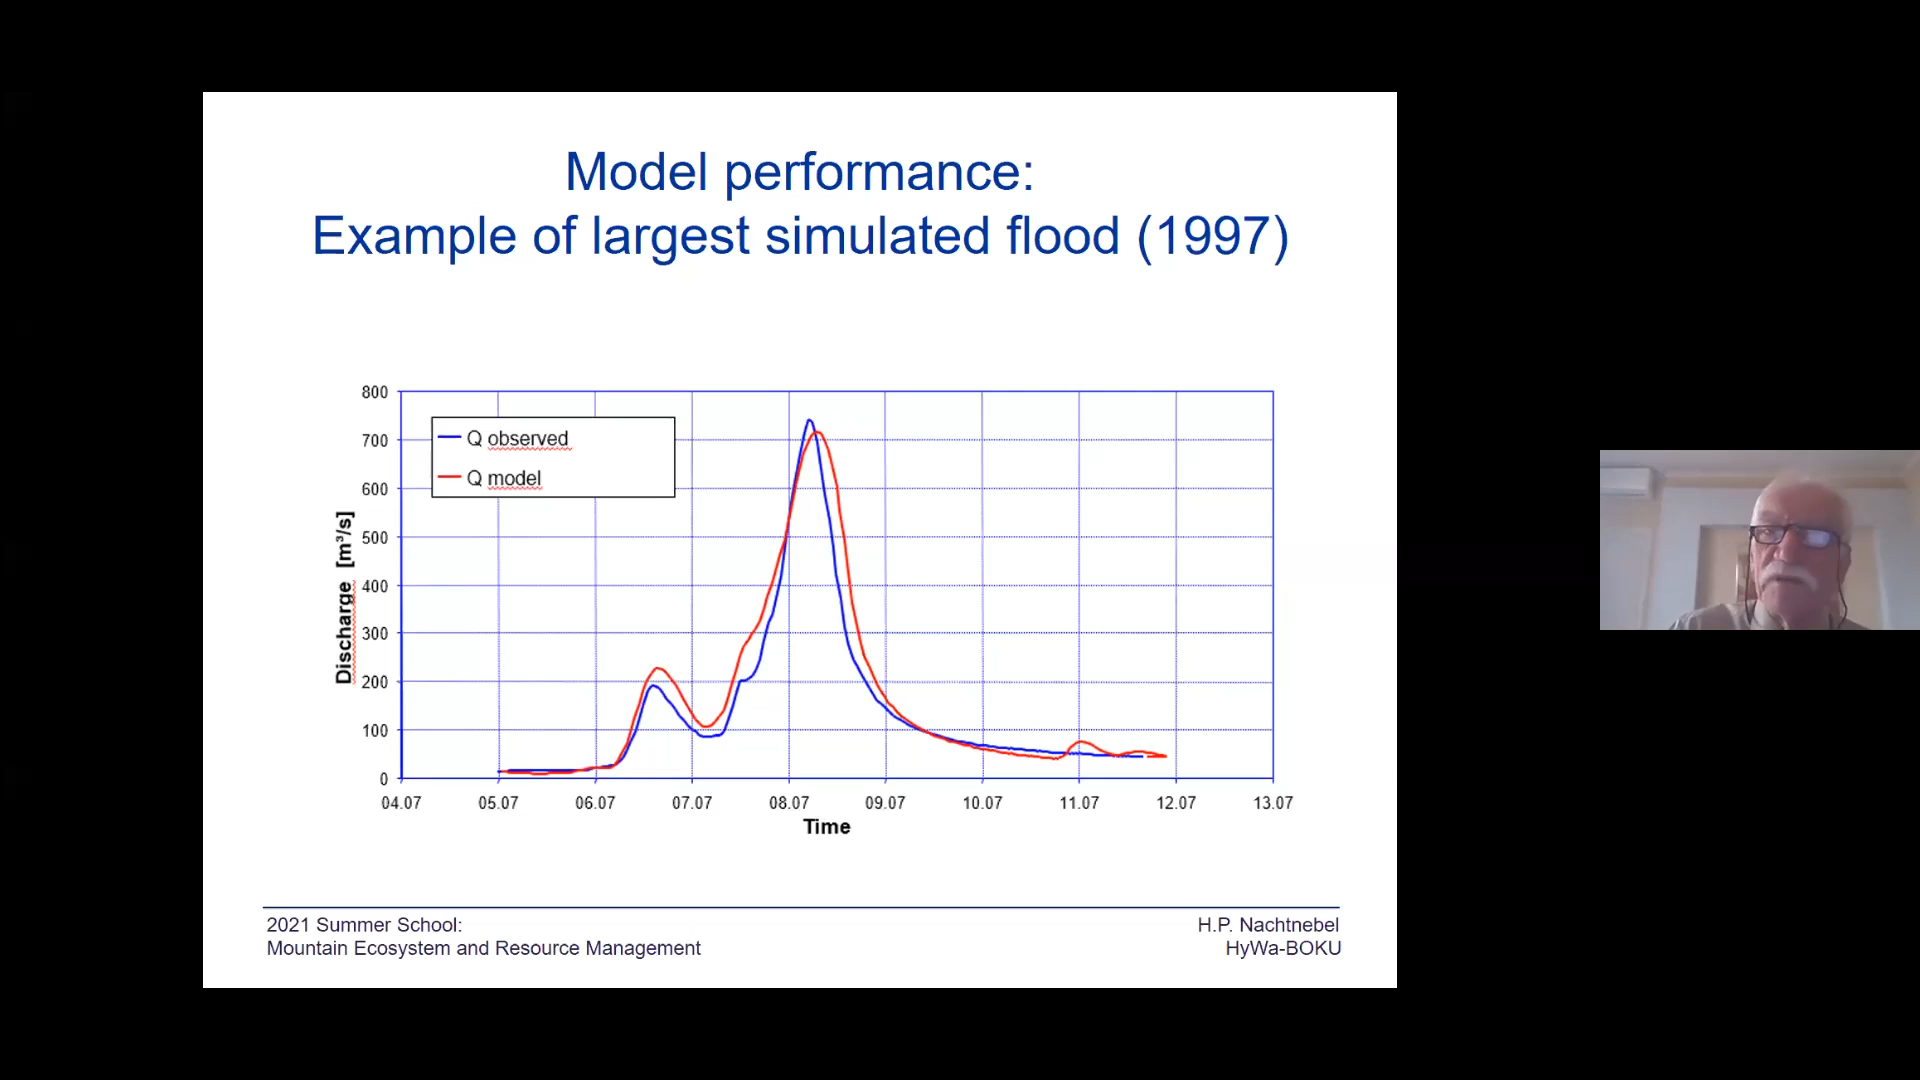 Model performance:
Example of largest simulated flood (1997)
800
700
600
500
400
300
200
100
0
Q observed
Q model
Discharge [m³/s]
04.07 05.07 06.07 07.07 08.07 09.07 10.07 11.07 12.07 13.07
Time
2021 Summer School:
Mountain Ecosystem and Resource Management
H.P. Nachtnebel
HyWa-BOKU